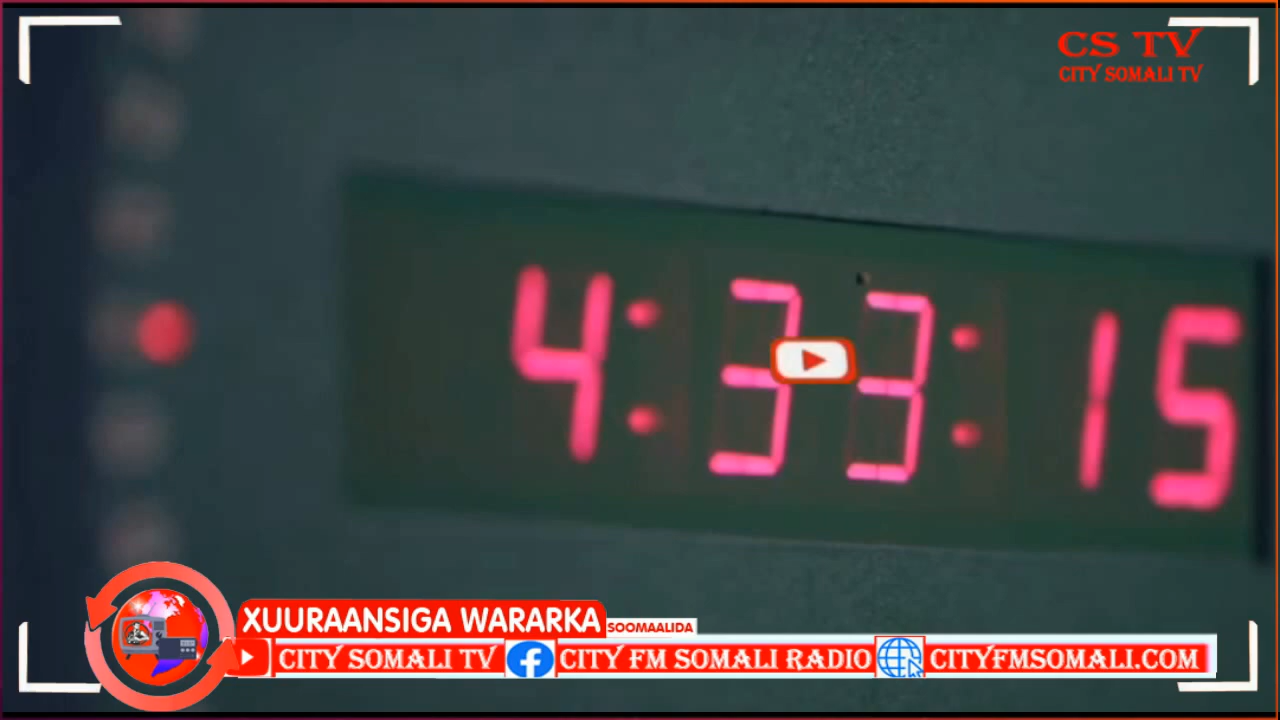 CS TV
CITY SOMALI TV
4:33:15
XUURAANSIGA WARARKA
SOOMAALIDA
CITY SOMALI TV
CITY FM SOMALI RADIO
CITYFMSOMALI.COM